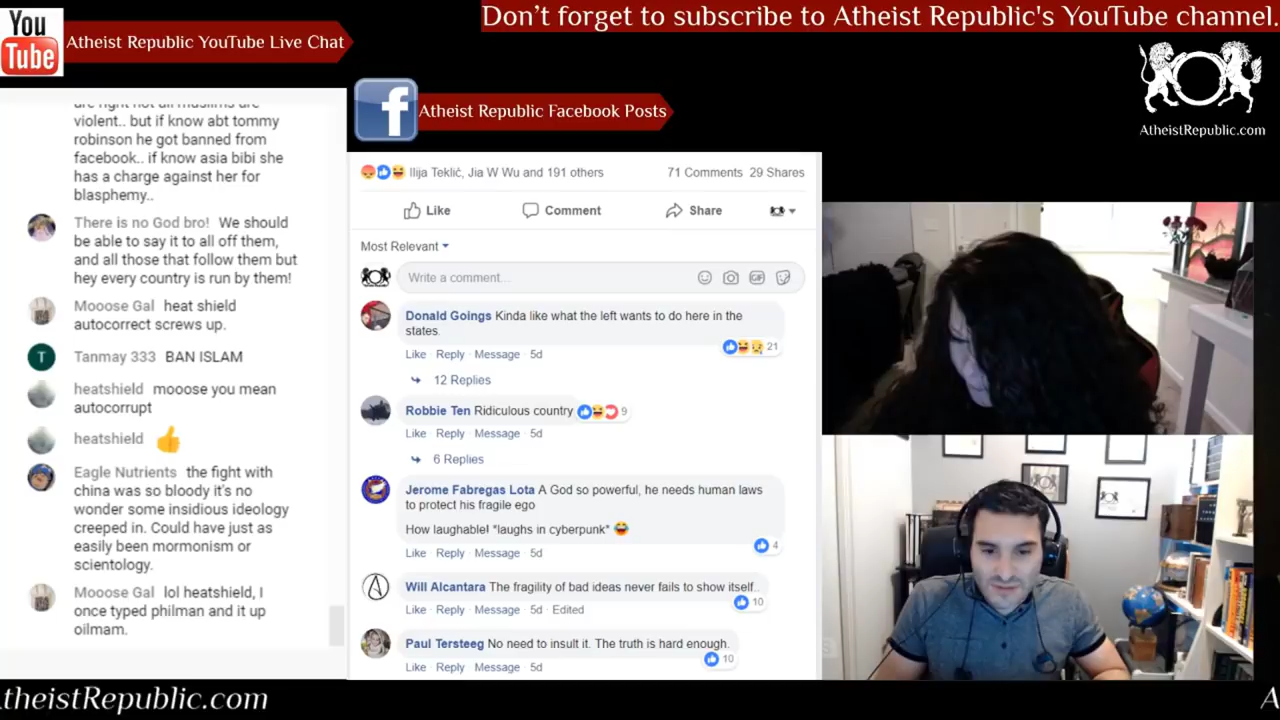 Don't forget to subscribe to Atheist Republic's YouTube channel.
You
Tube
Atheist Republic YouTube Live Chat
AtheistRepublic.com
f
Atheist Republic Facebook Posts
are right not all muslims are
violent.. but if know abt tommy
robinson he got banned from
facebook.. if know asia bibi she
has a charge against her for
blasphemy..
There is no God bro! We should
be able to say it to all off them,
and all those that follow them but
hey every country is run by them!
Mooose Gal heat shield
autocorrect screws up.
T
Tanmay 333 BAN ISLAM
heatshield mooose you mean
autocorrupt
heatshield
Eagle Nutrients the fight with
china was so bloody it's no
wonder some insidious ideology
creeped in. Could have just as
easily been mormonism or
scientology.
Mooose Gal lol heatshield, I
once typed philman and it up
oilmam.
Ilija Teklić, Jia W Wu and 191 others 71 Comments 29 Shares
Like Comment Share
Most Relevant
Write a comment...
GIF
Donald Goings Kinda like what the left wants to do here in the
states.
21
Like · Reply · Message · 5d
12 Replies
Robbie Ten Ridiculous country 9
Like · Reply · Message · 5d
6 Replies
Jerome Fabregas Lota A God so powerful, he needs human laws
to protect his fragile ego
How laughable! *laughs in cyberpunk*
4
Like · Reply · Message · 5d
Will Alcantara The fragility of bad ideas never fails to show itself..
10
Like · Reply · Message · 5d · Edited
Paul Tersteeg No need to insult it. The truth is hard enough.
10
Like · Reply · Message · 5d
theistRepublic.com
A